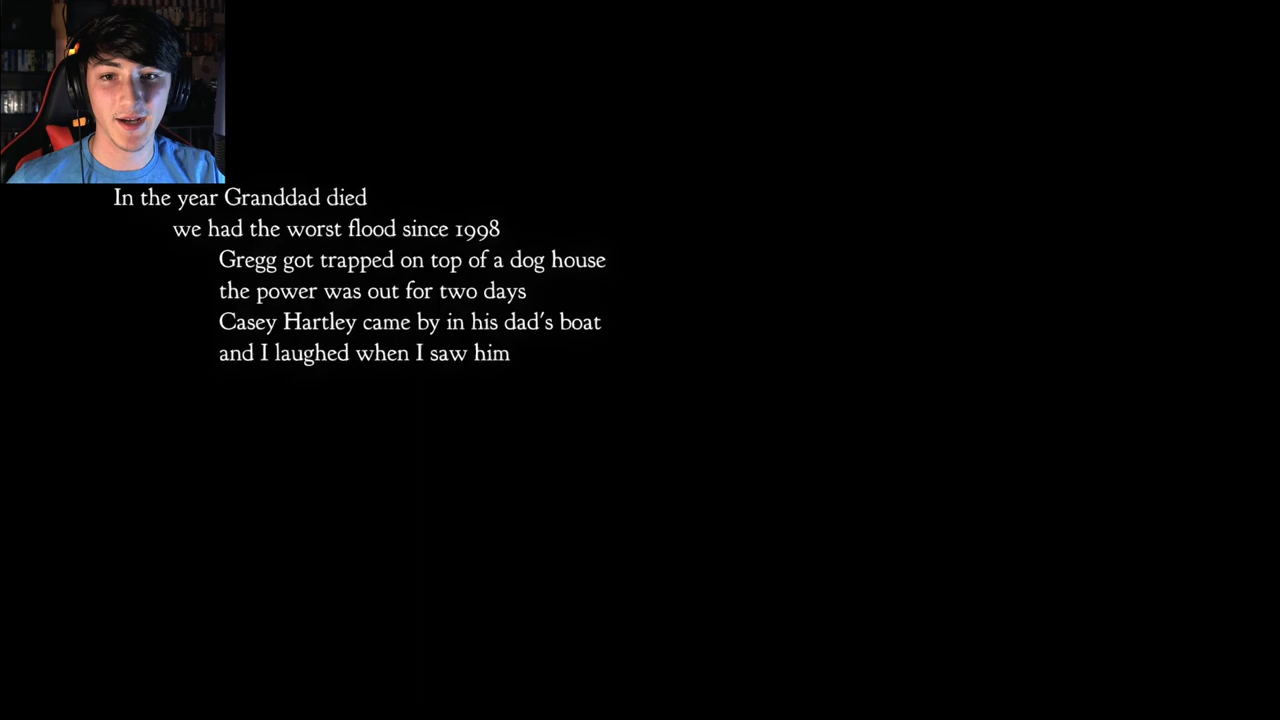 In the year Granddad died
we had the worst flood since 1998
Gregg got trapped on top of a dog house
the power was out for two days
Casey Hartley came by in his dad's boat
and I laughed when I saw him